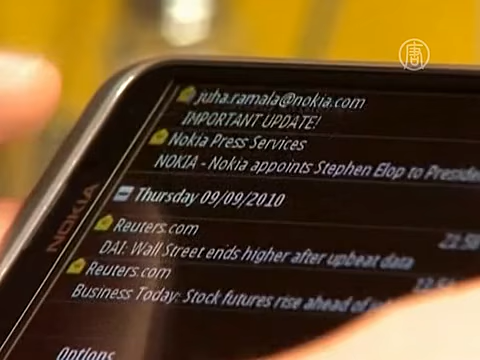 唐
juha.ramala@nokia.com
IMPORTANT UPDATE!
Nokia Press Services
NOKIA - Nokia appoints Stephen Elop to Preside
Thursday 09/09/2010
NOKIA
Reuters.com
DAI: Wall Street ends higher after upbeat data
Reuters.com
Business Today: Stock futures rise ahead of
Options